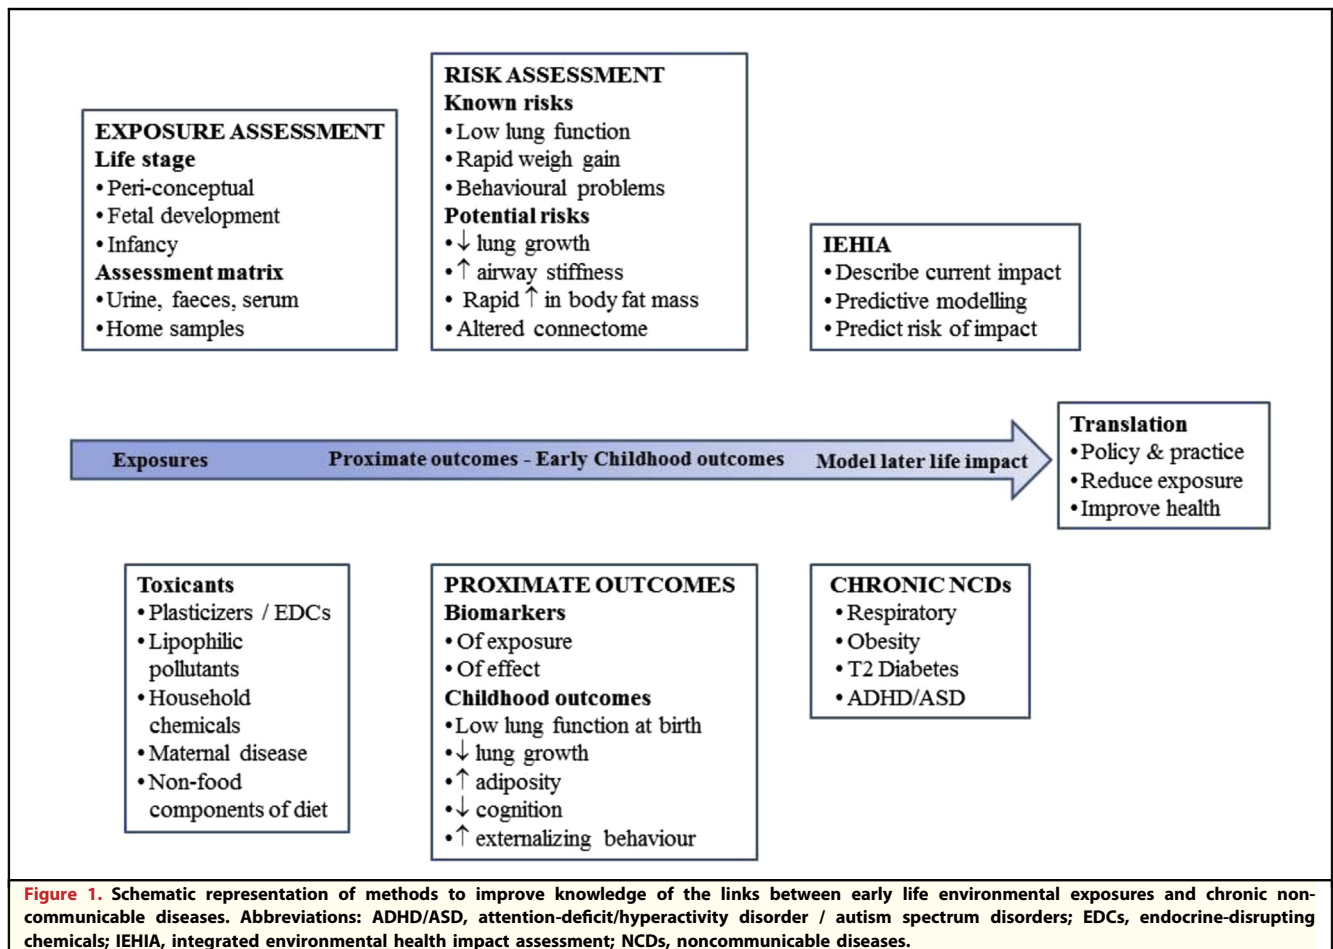 EXPOSURE ASSESSMENT
Life stage
• Peri-conceptual
• Fetal development
• Infancy
Assessment matrix
• Urine, faeces, serum
• Home samples
RISK ASSESSMENT
Known risks
• Low lung function
• Rapid weigh gain
• Behavioural problems
Potential risks
• ↓ lung growth
• ↑ airway stiffness
• Rapid ↑ in body fat mass
• Altered connectome
IEHIA
• Describe current impact
• Predictive modelling
• Predict risk of impact
Exposures
Proximate outcomes - Early Childhood outcomes
Model later life impact
Translation
• Policy & practice
• Reduce exposure
• Improve health
Toxicants
• Plasticizers / EDCs
• Lipophilic
pollutants
• Household
chemicals
• Maternal disease
• Non-food
components of diet
PROXIMATE OUTCOMES
Biomarkers
• Of exposure
• Of effect
Childhood outcomes
• Low lung function at birth
• ↓ lung growth
• ↑ adiposity
• ↓ cognition
• ↑ externalizing behaviour
CHRONIC NCDs
• Respiratory
• Obesity
• T2 Diabetes
• ADHD/ASD
Figure 1. Schematic representation of methods to improve knowledge of the links between early life environmental exposures and chronic non-
communicable diseases. Abbreviations: ADHD/ASD, attention-deficit/hyperactivity disorder / autism spectrum disorders; EDCs, endocrine-disrupting
chemicals; IEHIA, integrated environmental health impact assessment; NCDs, noncommunicable diseases.